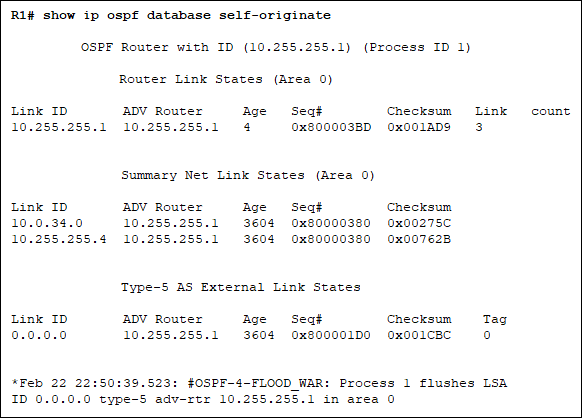 R1# show ip ospf database self-originate
OSPF Router with ID (10.255.255.1) (Process ID 1)
Router Link States (Area 0)
Link ID ADV Router Age Seq# Checksum Link count
10.255.255.1 10.255.255.1 4 0x800003BD 0x001AD9 3
Summary Net Link States (Area 0)
Link ID ADV Router Age Seq# Checksum
10.0.34.0 10.255.255.1 3604 0x80000380 0x00275C
10.255.255.4 10.255.255.1 3604 0x80000380 0x00762B
Type-5 AS External Link States
Link ID ADV Router Age Seq# Checksum Tag
0.0.0.0 10.255.255.1 3604 0x800001D0 0x001CBC 0
*Feb 22 22:50:39.523: #OSPF-4-FLOOD_WAR: Process 1 flushes LSA
ID 0.0.0.0 type-5 adv-rtr 10.255.255.1 in area 0